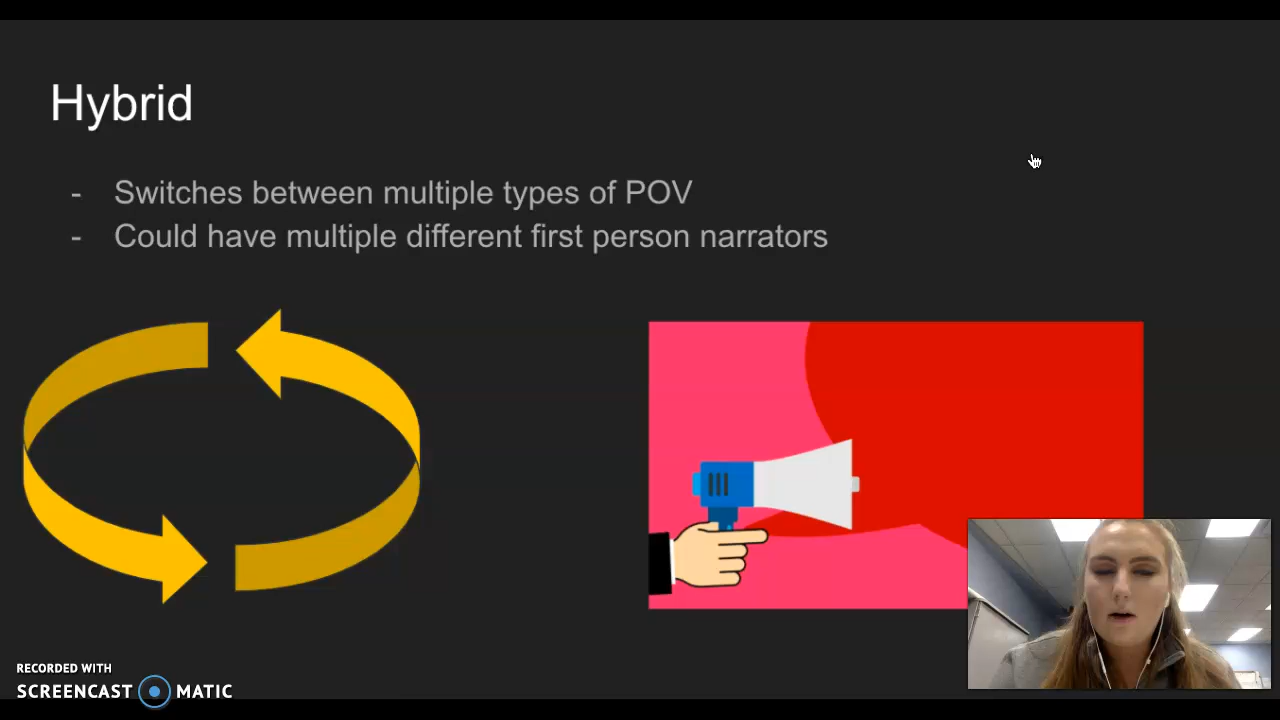 Hybrid
- Switches between multiple types of POV
- Could have multiple different first person narrators
RECORDED WITH
SCREENCAST MATIC